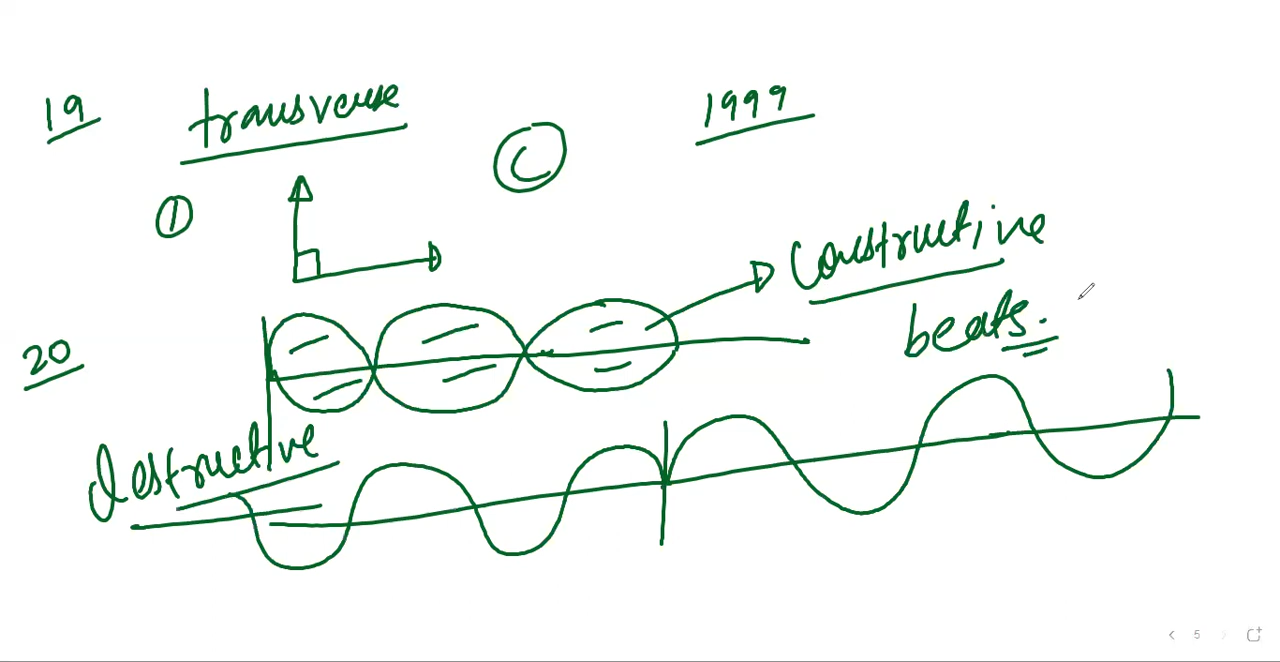 19 transverse 1999
C
①
Constructive
beats.
20
destructive
5